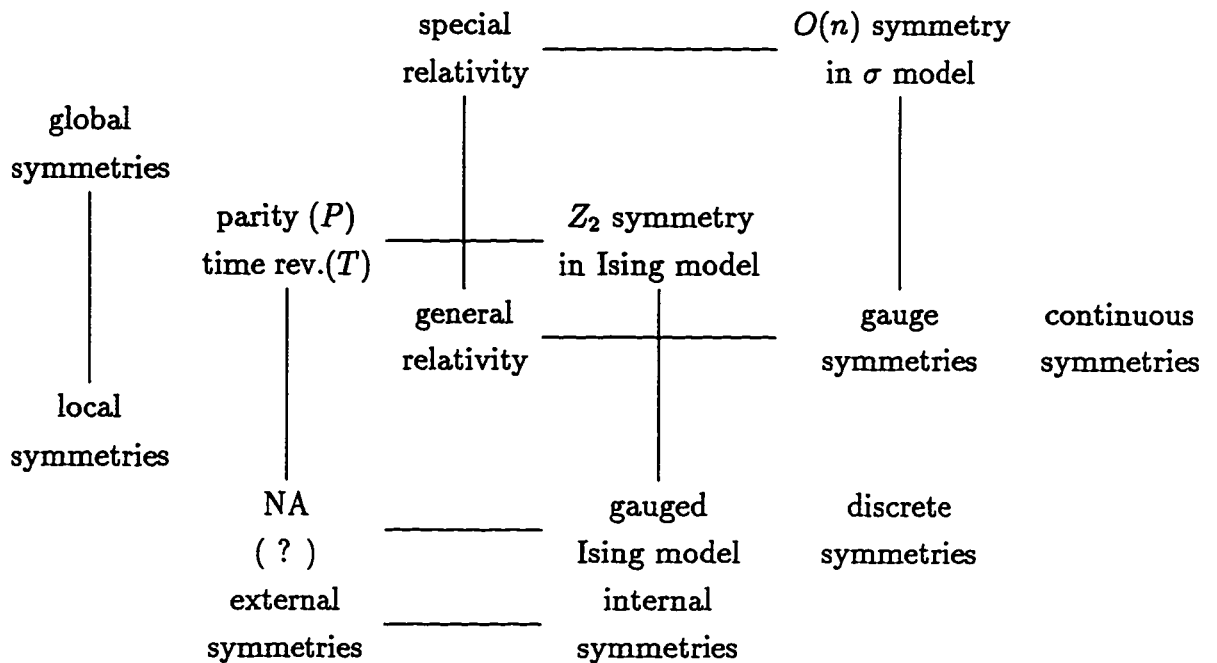 special
relativity
O(n) symmetry
in σ model
global
symmetries
parity (P)
time rev.(T)
Z₂ symmetry
in Ising model
general
relativity
gauge
symmetries
continuous
symmetries
local
symmetries
NA
( ? )
gauged
Ising model
discrete
symmetries
external
symmetries
internal
symmetries